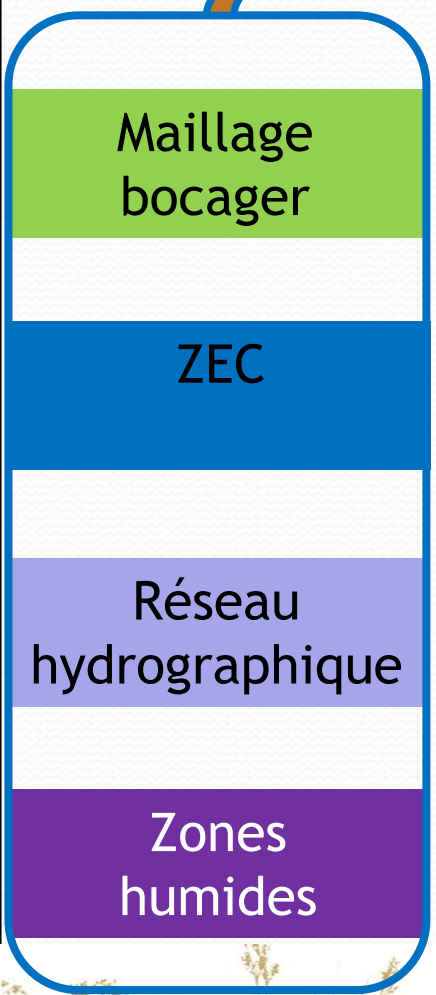 Maillage
bocager
ZEC
Réseau
hydrographique
Zones
humides